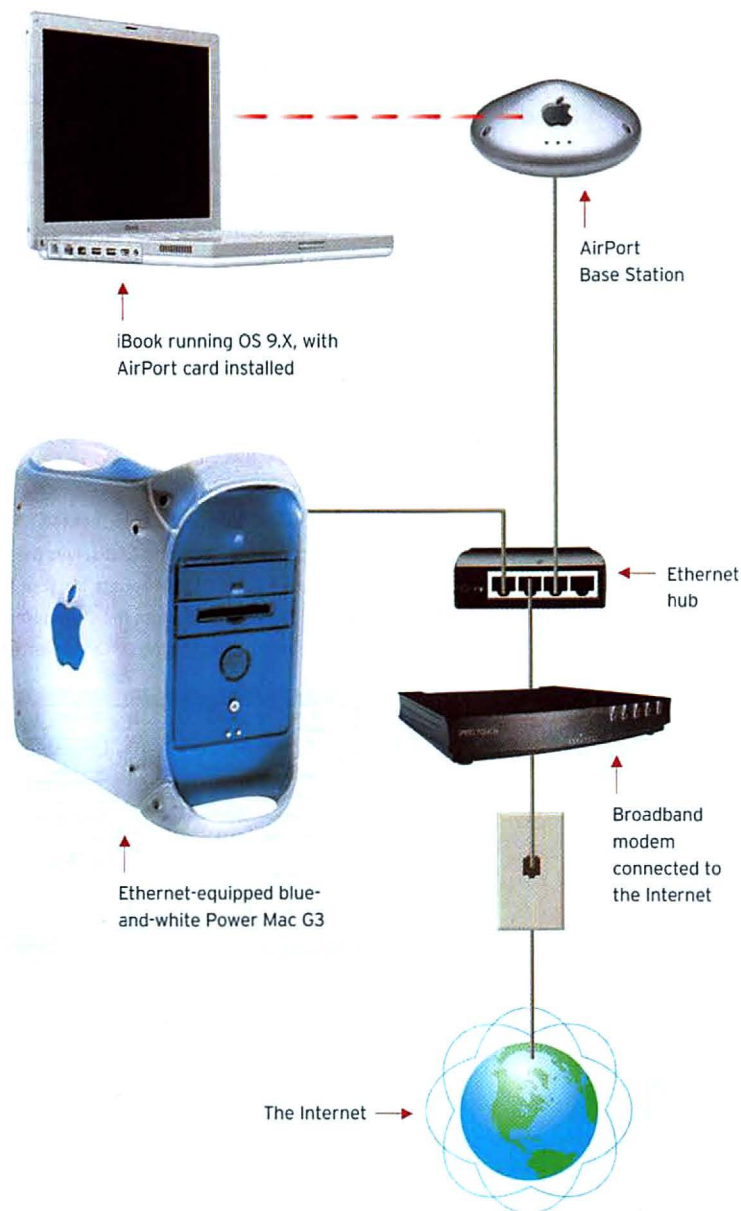 iBook
AirPort
Base Station
iBook running OS 9.X, with
AirPort card installed
Ethernet
hub
Broadband
modem
connected to
the Internet
Ethernet-equipped blue-
and-white Power Mac G3
The Internet